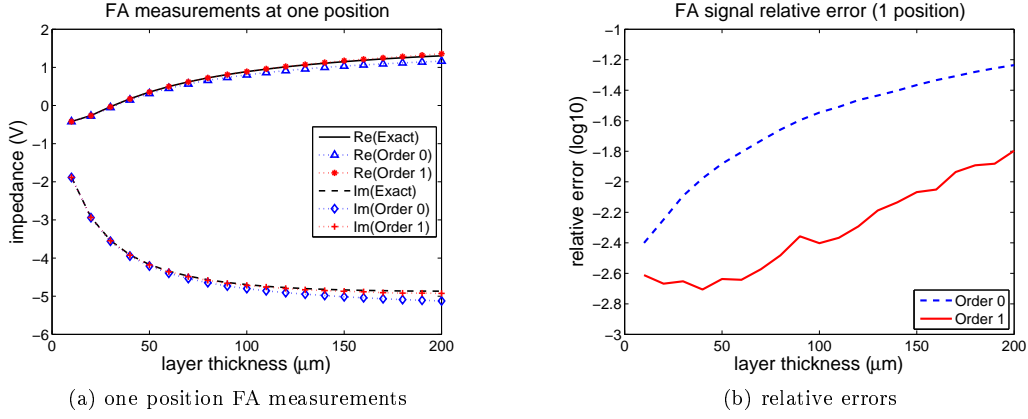 FA measurements at one position
impedance (V)
2
1
0
−1
−2
−3
−4
−5
−6
Re(Exact)
Re(Order 0)
Re(Order 1)
Im(Exact)
Im(Order 0)
Im(Order 1)
0 50 100 150 200
layer thickness (μm)
(a) one position FA measurements
FA signal relative error (1 position)
relative error (log10)
−1
−1.2
−1.4
−1.6
−1.8
−2
−2.2
−2.4
−2.6
−2.8
−3
Order 0
Order 1
0 50 100 150 200
layer thickness (μm)
(b) relative errors